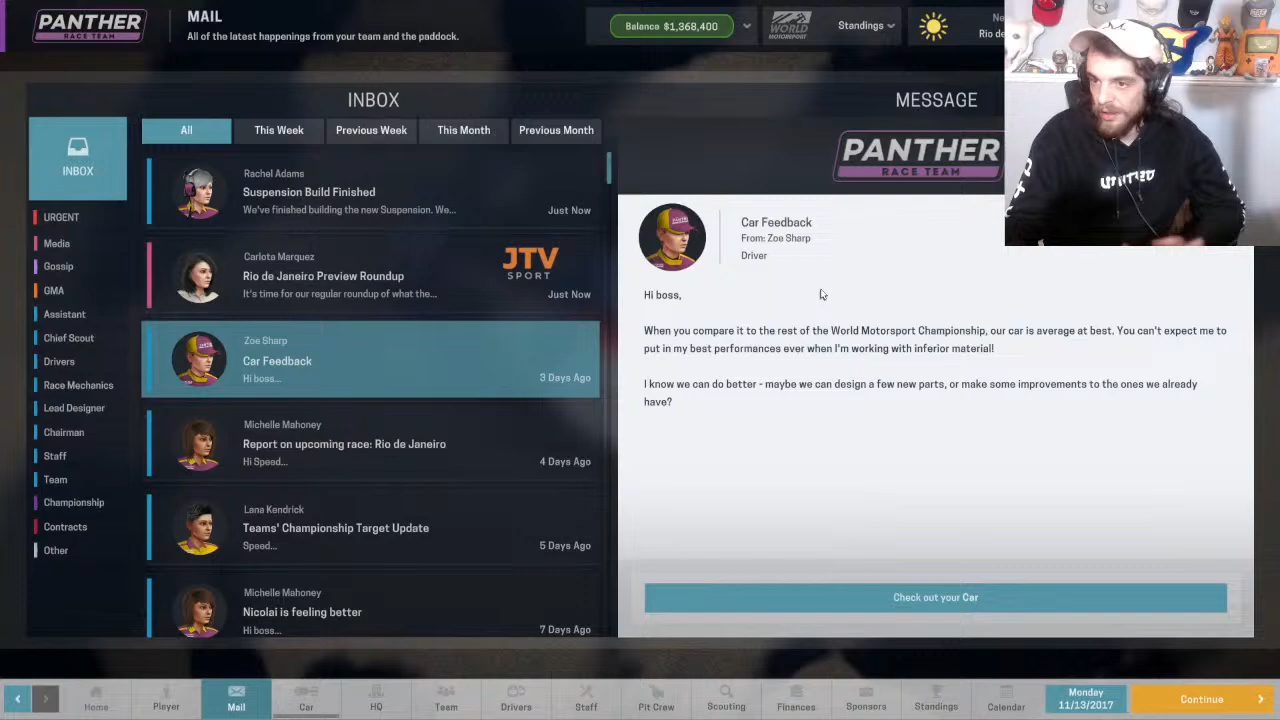 PANTHER
RACE TEAM
MAIL
All of the latest happenings from your team and the paddock.
Balance $1,368,400
WORLD
MOTORSPORT
Standings
Rio de
INBOX
MESSAGE
INBOX
All
This Week
Previous Week
This Month
Previous Month
URGENT
Media
Gossip
GMA
Assistant
Chief Scout
Drivers
Race Mechanics
Lead Designer
Chairman
Staff
Team
Championship
Contracts
Other
Rachel Adams
Suspension Build Finished
We've finished building the new Suspension. We...
Just Now
Carlota Marquez
JTV
SPORT
Rio de Janeiro Preview Roundup
It's time for our regular roundup of what the...
Just Now
Zoe Sharp
Car Feedback
Hi boss...
3 Days Ago
Michelle Mahoney
Report on upcoming race: Rio de Janeiro
Hi Speed...
4 Days Ago
Lana Kendrick
Teams' Championship Target Update
Speed...
5 Days Ago
Michelle Mahoney
Nicolai is feeling better
Hi boss...
7 Days Ago
PANTHER
RACE TEAM
Car Feedback
From: Zoe Sharp
Driver
Hi boss,
When you compare it to the rest of the World Motorsport Championship, our car is average at best. You can't expect me to
put in my best performances ever when I'm working with inferior material!
I know we can do better - maybe we can design a few new parts, or make some improvements to the ones we already
have?
Check out your Car
Home
Player
Mail
Car
HQ
Team
Drivers
Staff
Pit Crew
Scouting
Finances
Sponsors
Standings
Calendar
Monday
11/13/2017
Continue